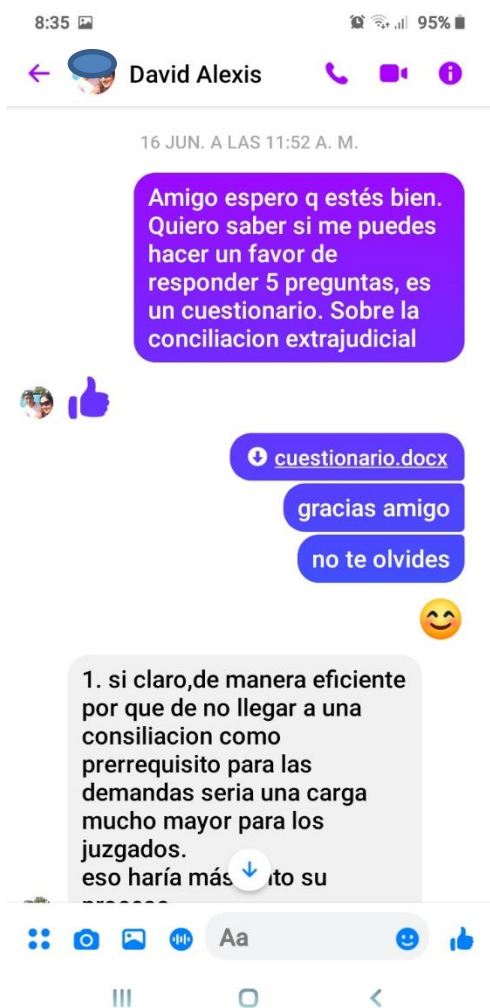 8:35
95%
David Alexis
16 JUN. A LAS 11:52 A. M.
Amigo espero q estés bien.
Quiero saber si me puedes
hacer un favor de
responder 5 preguntas, es
un cuestionario. Sobre la
conciliacion extrajudicial
cuestionario.docx
gracias amigo
no te olvides
1. si claro,de manera eficiente
por que de no llegar a una
consiliacion como
prerrequisito para las
demandas seria una carga
mucho mayor para los
juzgados.
eso haría más su
Aa